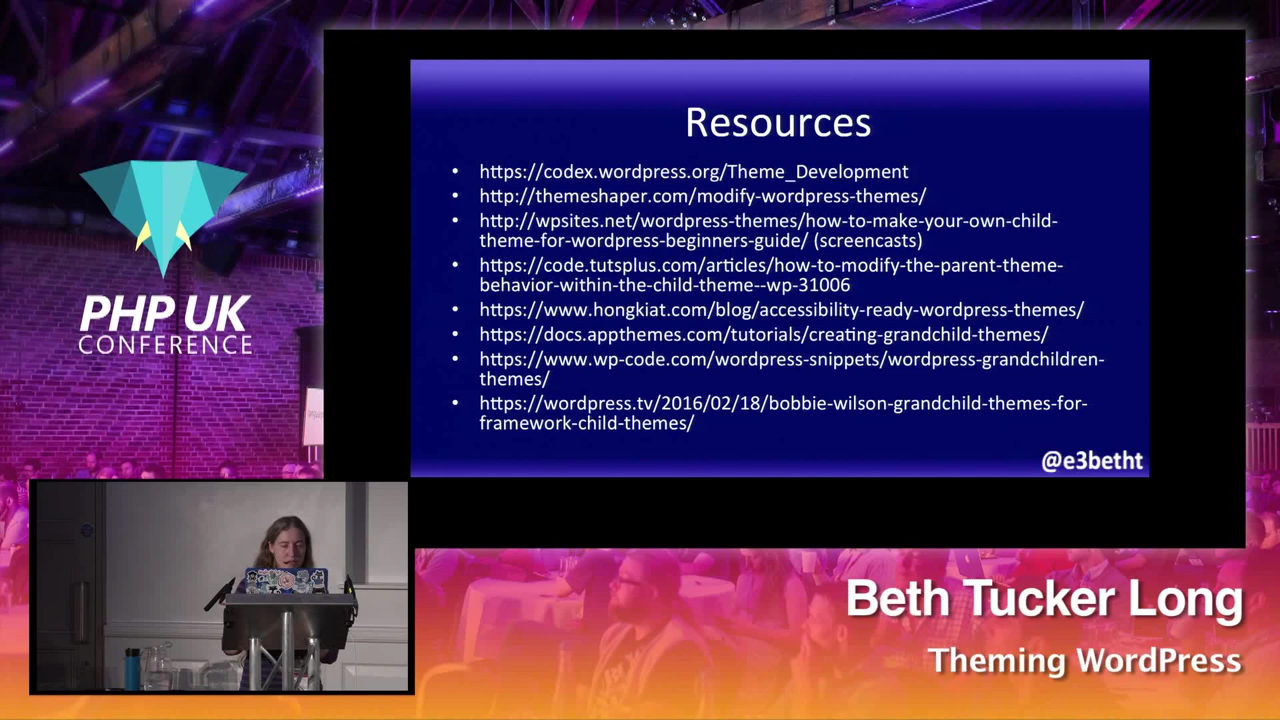 Resources
• https://codex.wordpress.org/Theme_Development
• http://themeshaper.com/modify-wordpress-themes/
• http://wpsites.net/wordpress-themes/how-to-make-your-own-child-
theme-for-wordpress-beginners-guide/ (screencasts)
• https://code.tutsplus.com/articles/how-to-modify-the-parent-theme-
behavior-within-the-child-theme--wp-31006
• https://www.hongkiat.com/blog/accessibility-ready-wordpress-themes/
• https://docs.appthemes.com/tutorials/creating-grandchild-themes/
• https://www.wp-code.com/wordpress-snippets/wordpress-grandchildren-
themes/
• https://wordpress.tv/2016/02/18/bobbie-wilson-grandchild-themes-for-
framework-child-themes/
@e3betht
PHP UK
CONFERENCE
Beth Tucker Long
Theming WordPress